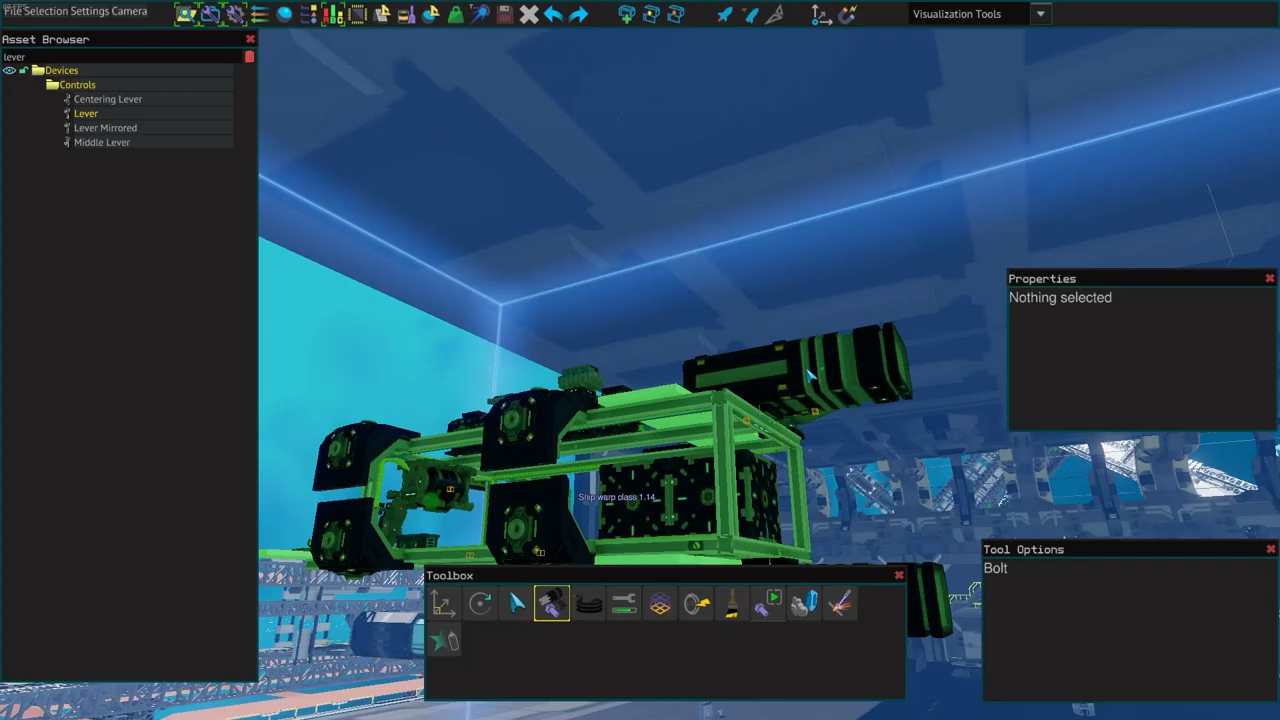 File Selection Settings Camera
Visualization Tools
Asset Browser
lever
Devices
Controls
Centering Lever
Lever
Lever Mirrored
Middle Lever
Properties
Nothing selected
Ship warp class 1.14
Tool Options
Bolt
Toolbox